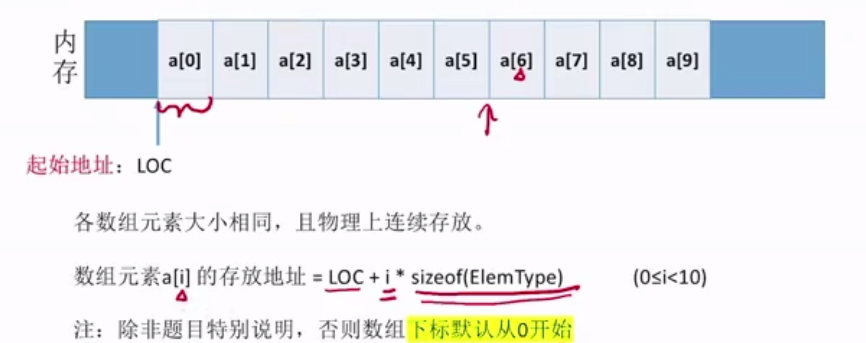 内存
a[0] a[1] a[2] a[3] a[4] a[5] a[6] a[7] a[8] a[9]
起始地址：LOC
各数组元素大小相同，且物理上连续存放。
数组元素a[i] 的存放地址 = LOC + i * sizeof(ElemType) (0≤i<10)
注：除非题目特别说明，否则数组下标默认从0开始